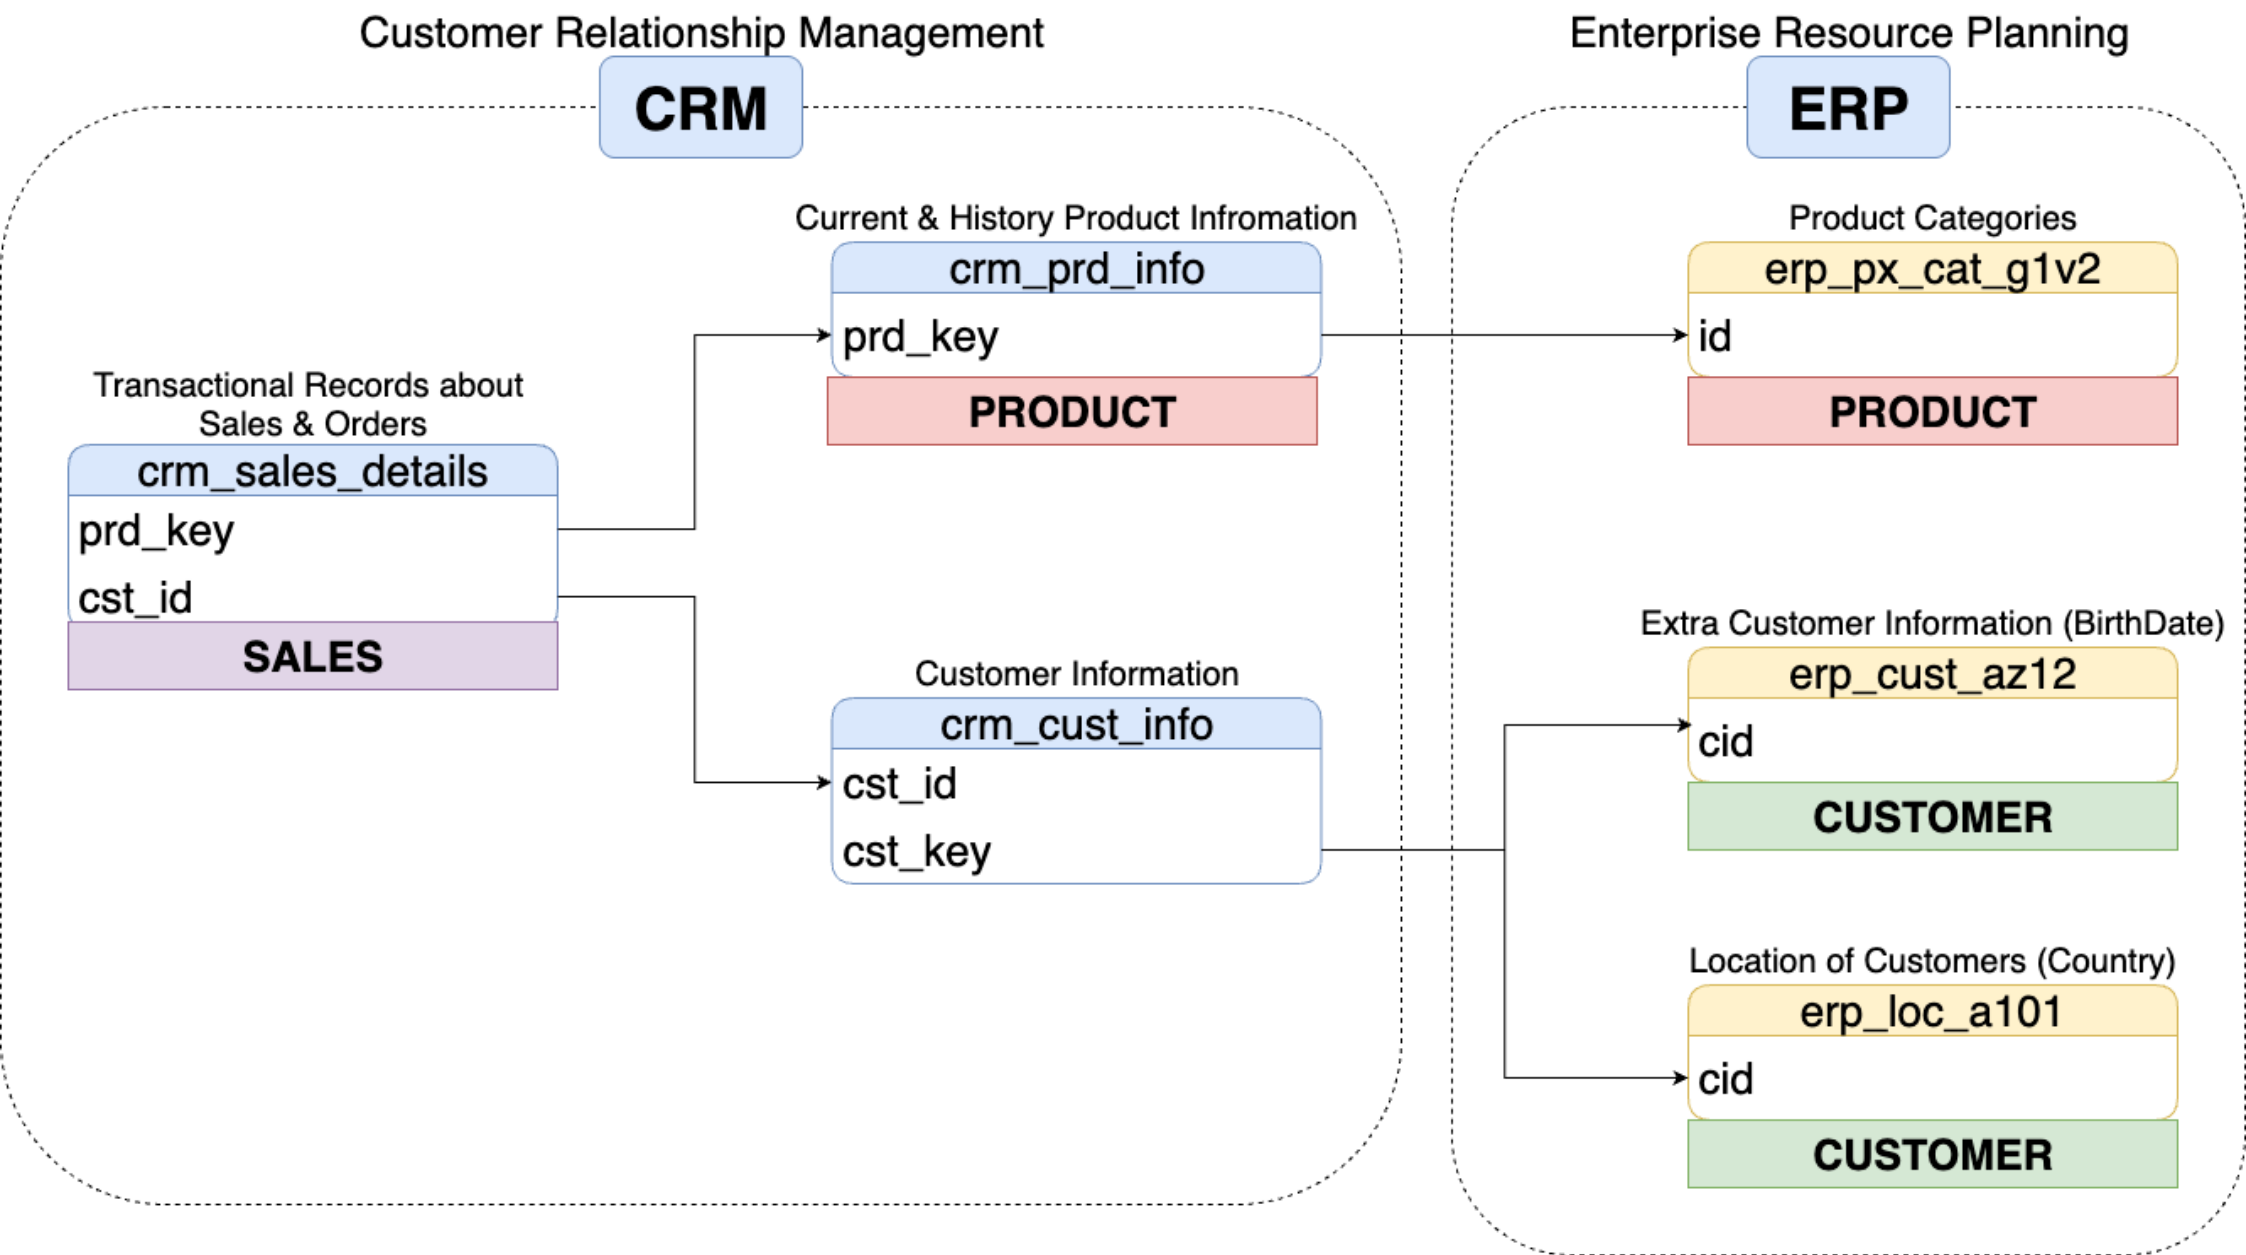 Customer Relationship Management
CRM
Enterprise Resource Planning
ERP
Current & History Product Infromation
crm_prd_info
prd_key
PRODUCT
Product Categories
erp_px_cat_g1v2
id
PRODUCT
Transactional Records about
Sales & Orders
crm_sales_details
prd_key
cst_id
SALES
Customer Information
crm_cust_info
cst_id
cst_key
Extra Customer Information (BirthDate)
erp_cust_az12
cid
CUSTOMER
Location of Customers (Country)
erp_loc_a101
cid
CUSTOMER